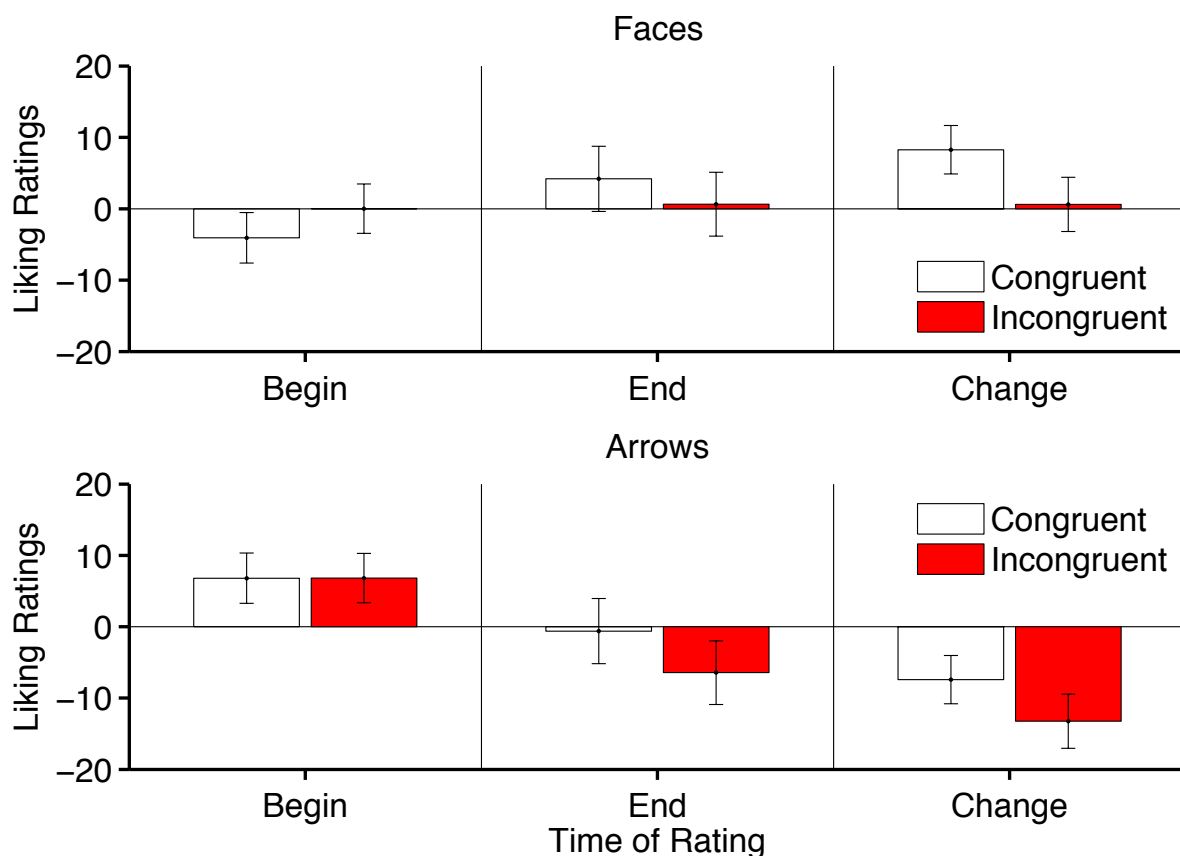 Faces
Liking Ratings
20
10
0
−10
−20
Congruent
Incongruent
Begin End Change
Arrows
Liking Ratings
20
10
0
−10
−20
Congruent
Incongruent
Begin End Change
Time of Rating